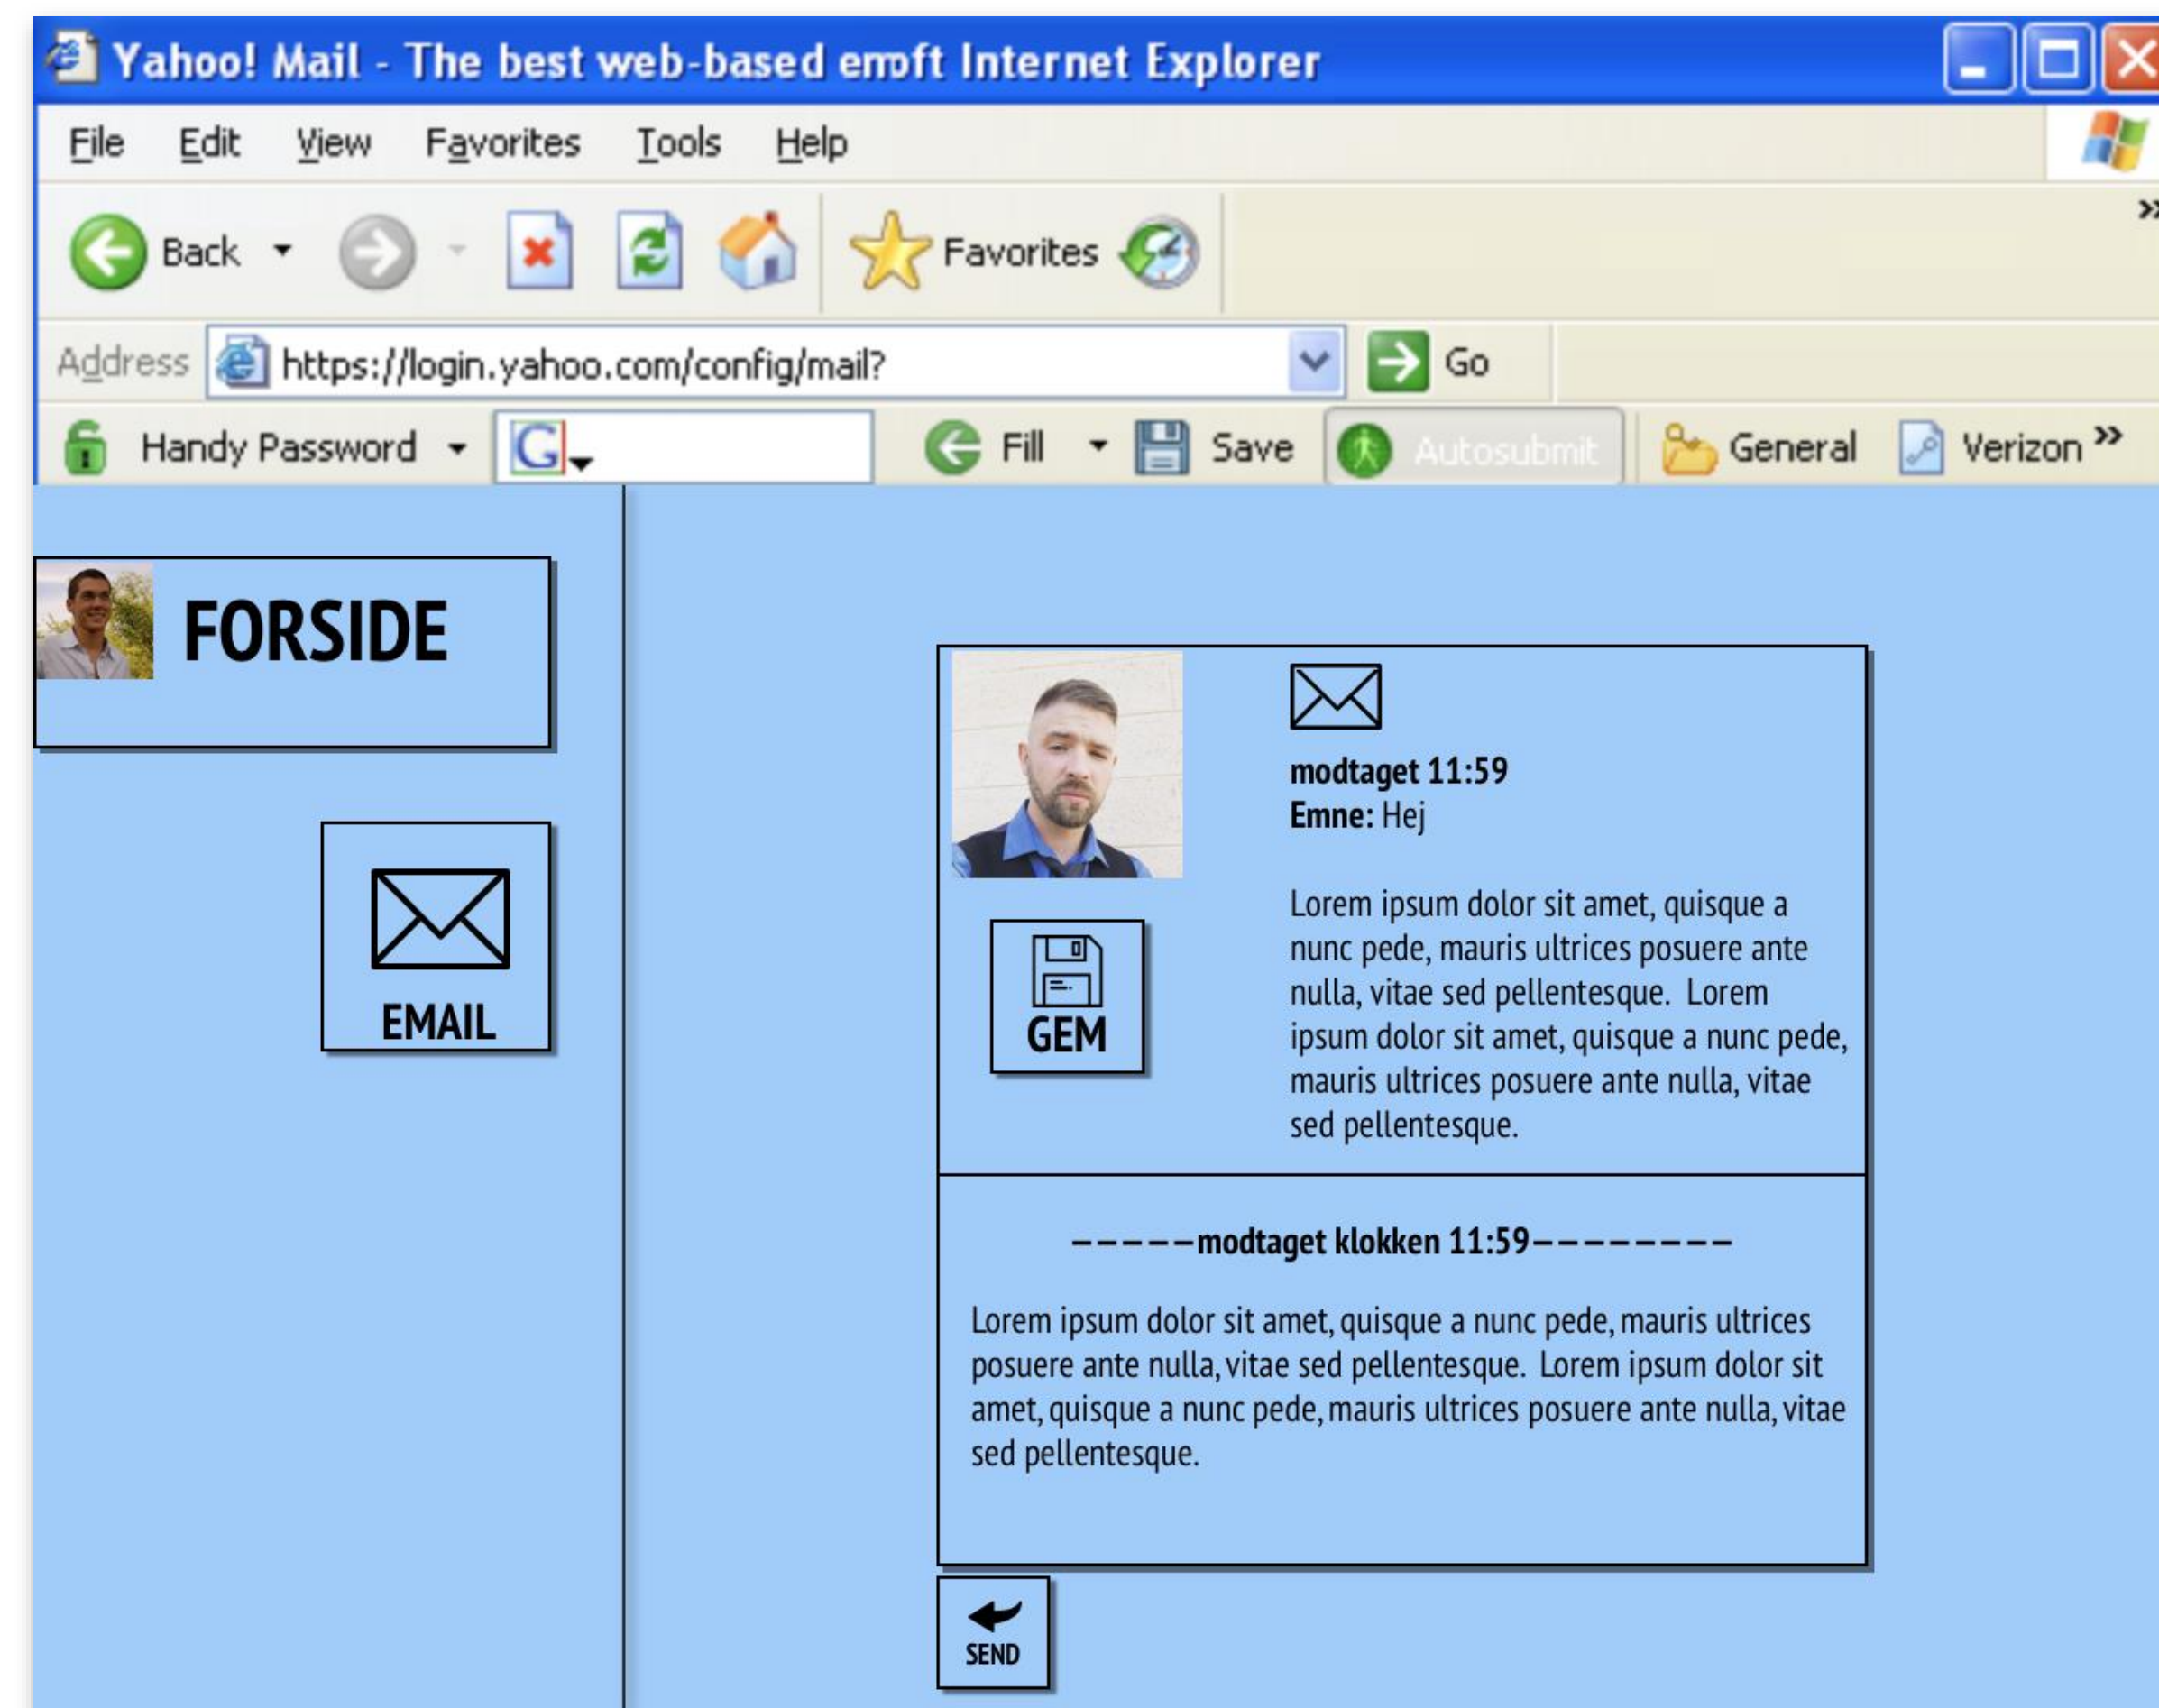 Yahoo! Mail - The best web-based emoft Internet Explorer
File Edit View Favorites Tools Help
Back Favorites »
Address https://login.yahoo.com/config/mail? Go
Handy Password G Fill Save Autosubmit General Verizon »
FORSIDE
EMAIL
modtaget 11:59
Emne: Hej
Lorem ipsum dolor sit amet, quisque a
nunc pede, mauris ultrices posuere ante
nulla, vitae sed pellentesque. Lorem
ipsum dolor sit amet, quisque a nunc pede,
mauris ultrices posuere ante nulla, vitae
sed pellentesque.
GEM
–––––modtaget klokken 11:59––––––––
Lorem ipsum dolor sit amet, quisque a nunc pede, mauris ultrices
posuere ante nulla, vitae sed pellentesque. Lorem ipsum dolor sit
amet, quisque a nunc pede, mauris ultrices posuere ante nulla, vitae
sed pellentesque.
SEND